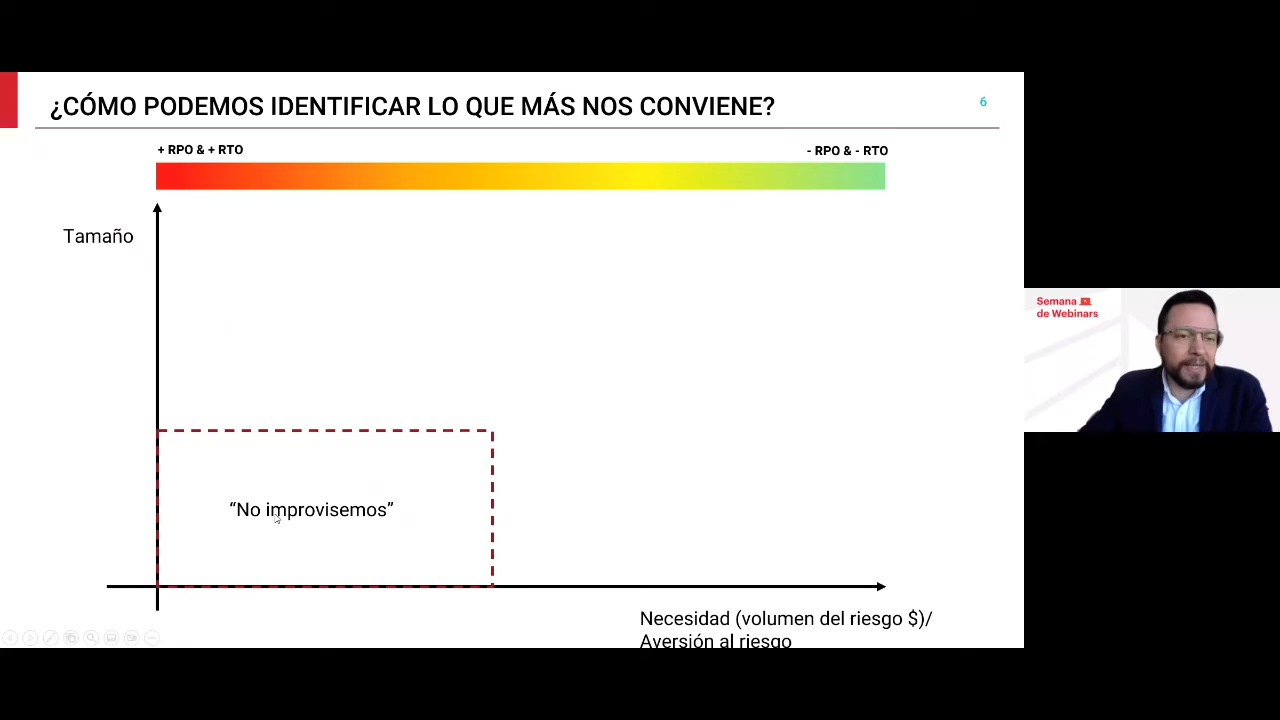 ¿CÓMO PODEMOS IDENTIFICAR LO QUE MÁS NOS CONVIENE?
6
+ RPO & + RTO
- RPO & - RTO
Tamaño
“No improvisemos”
Necesidad (volumen del riesgo $)/
Aversión al riesgo
Semana
de Webinars